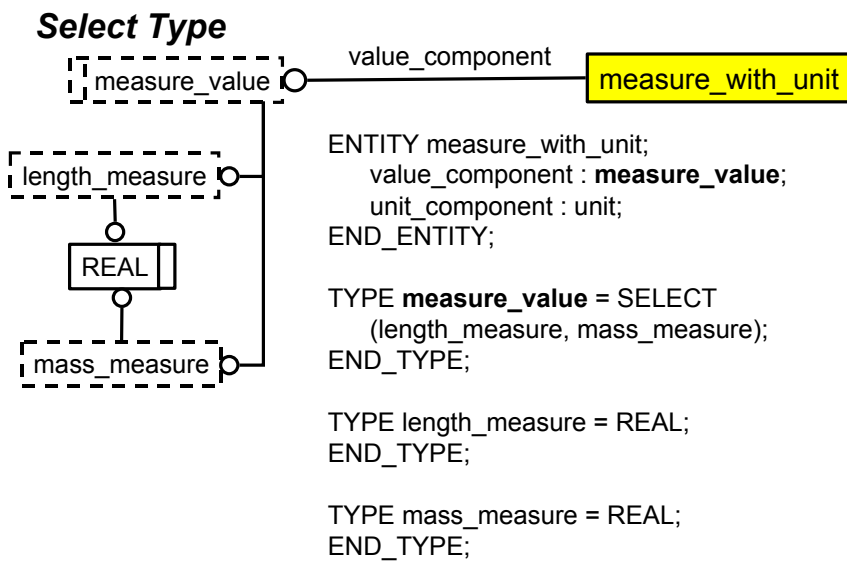 Select Type
measure_value
value_component
measure_with_unit
length_measure
REAL
mass_measure
ENTITY measure_with_unit;
value_component : measure_value;
unit_component : unit;
END_ENTITY;
TYPE measure_value = SELECT
(length_measure, mass_measure);
END_TYPE;
TYPE length_measure = REAL;
END_TYPE;
TYPE mass_measure = REAL;
END_TYPE;